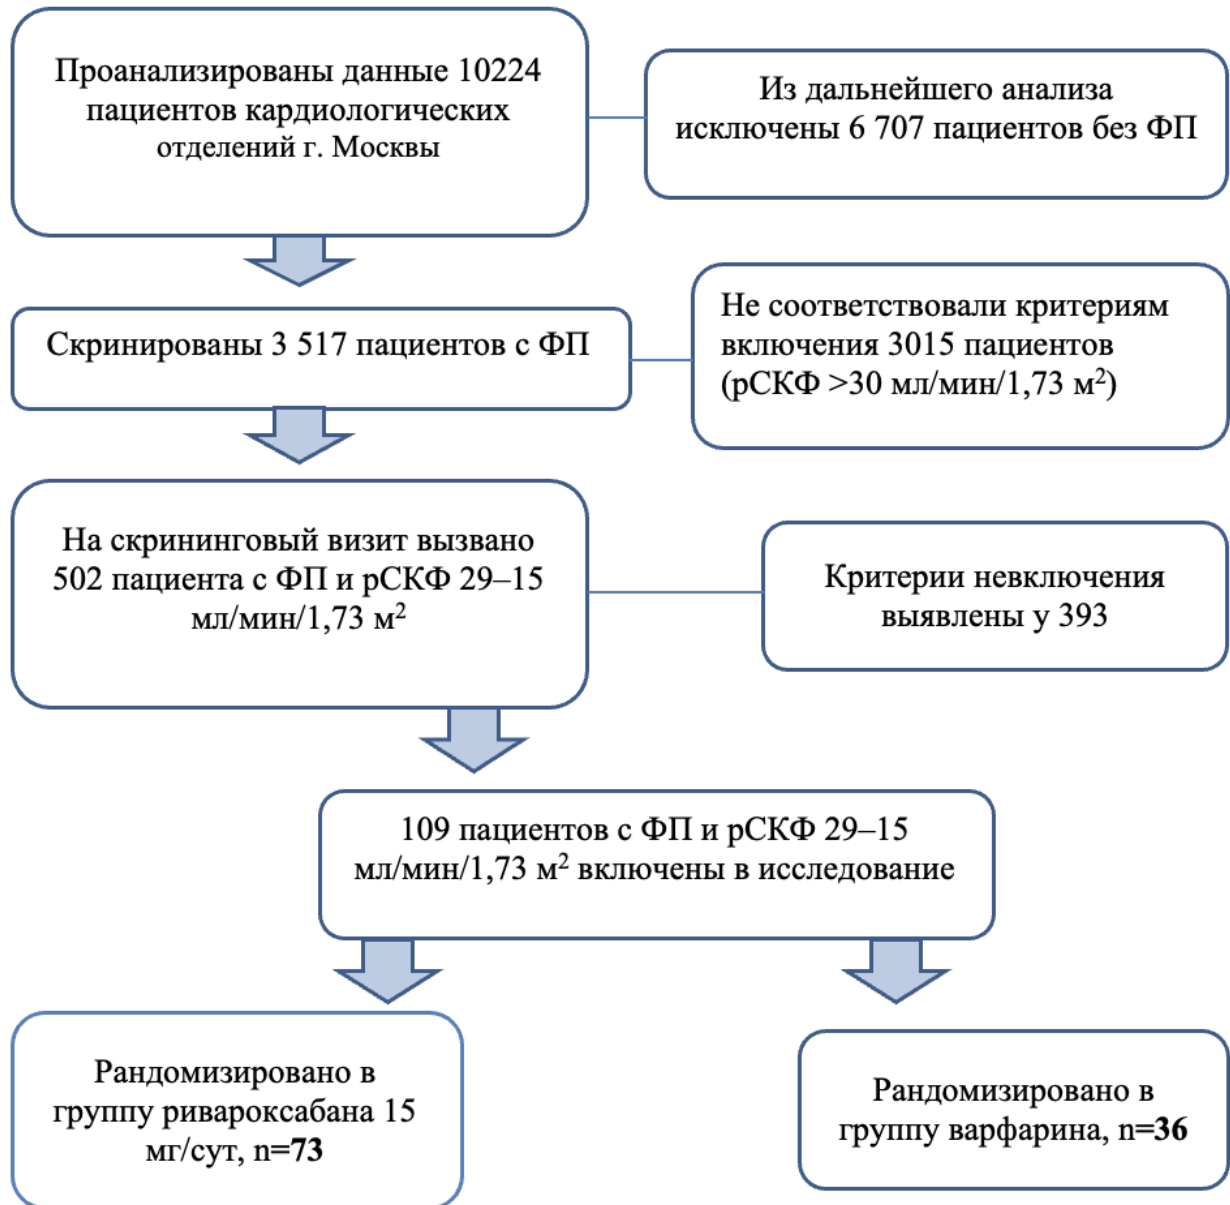 Проанализированы данные 10224
пациентов кардиологических
отделений г. Москвы
Из дальнейшего анализа
исключены 6 707 пациентов без ФП
Скринированы 3 517 пациентов с ФП
Не соответствовали критериям
включения 3015 пациентов
(рСКФ >30 мл/мин/1,73 м²)
На скрининговый визит вызвано
502 пациента с ФП и рСКФ 29–15
мл/мин/1,73 м²
Критерии невключения
выявлены у 393
109 пациентов с ФП и рСКФ 29–15
мл/мин/1,73 м² включены в исследование
Рандомизировано в
группу ривароксабана 15
мг/сут, n=73
Рандомизировано в
группу варфарина, n=36